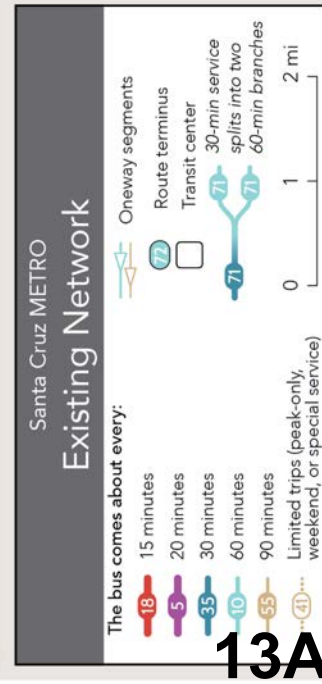 Santa Cruz METRO
Existing Network
The bus comes about every:
18 15 minutes
5 20 minutes
35 30 minutes
10 60 minutes
55 90 minutes
41 Limited trips (peak-only,
weekend, or special service)
Oneway segments
72 Route terminus
Transit center
71 71 71
30-min service
splits into two
60-min branches
0 1 2 mi
13A